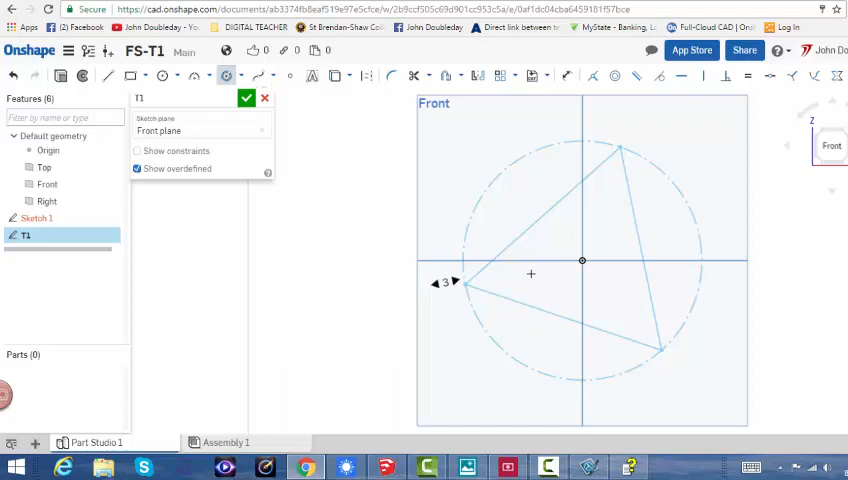 Secure https://cad.onshape.com/documents/ab3374fb8eaf519e97e5cfce/w/2b9ccf505c69d901cc953c5a/e/0af1dc04cba6459181f57bce
Apps
[2] Facebook
DIGITAL TEACHER
St Brendan-Shaw Coll
John Doubleday
Direct link between te
MyState - Banking, L
Full-Cloud CAD | Ons
Log In
Onshape
FS-T1 Main
0
0
0
App Store
Share
John Do
Features (6)
Filter by name or type
Default geometry
Origin
Top
Front
Right
Sketch 1
T1
T1
Sketch plane
Front plane
Show constraints
Show overdefined
Front
3
Z
Front
Parts (0)
Part Studio 1
Assembly 1